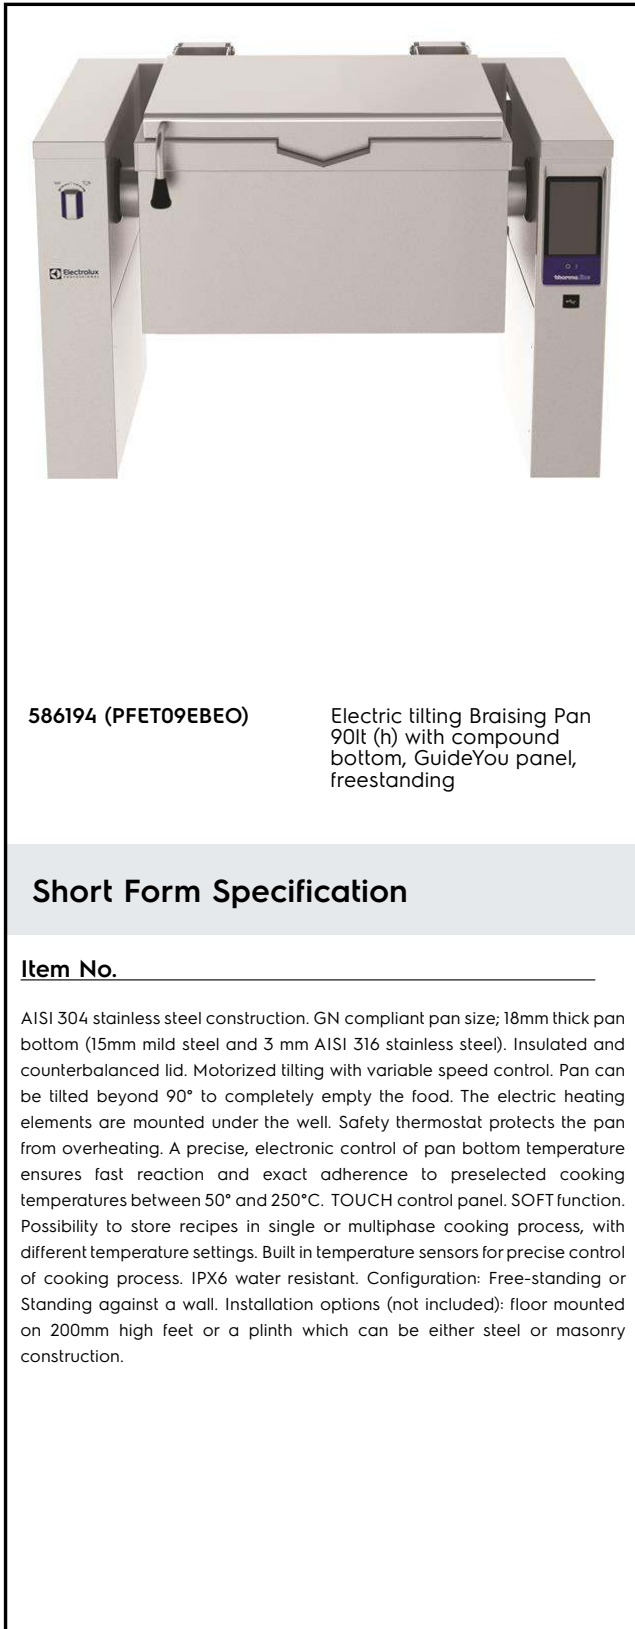 Electrolux
PROFESSIONAL
thermaline
586194 (PFET09EBEO)
Electric tilting Braising Pan
90lt (h) with compound
bottom, GuideYou panel,
freestanding
Short Form Specification
Item No.
AISI 304 stainless steel construction. GN compliant pan size; 18mm thick pan
bottom (15mm mild steel and 3 mm AISI 316 stainless steel). Insulated and
counterbalanced lid. Motorized tilting with variable speed control. Pan can
be tilted beyond 90° to completely empty the food. The electric heating
elements are mounted under the well. Safety thermostat protects the pan
from overheating. A precise, electronic control of pan bottom temperature
ensures fast reaction and exact adherence to preselected cooking
temperatures between 50° and 250°C. TOUCH control panel. SOFT function.
Possibility to store recipes in single or multiphase cooking process, with
different temperature settings. Built in temperature sensors for precise control
of cooking process. IPX6 water resistant. Configuration: Free-standing or
Standing against a wall. Installation options (not included): floor mounted
on 200mm high feet or a plinth which can be either steel or masonry
construction.